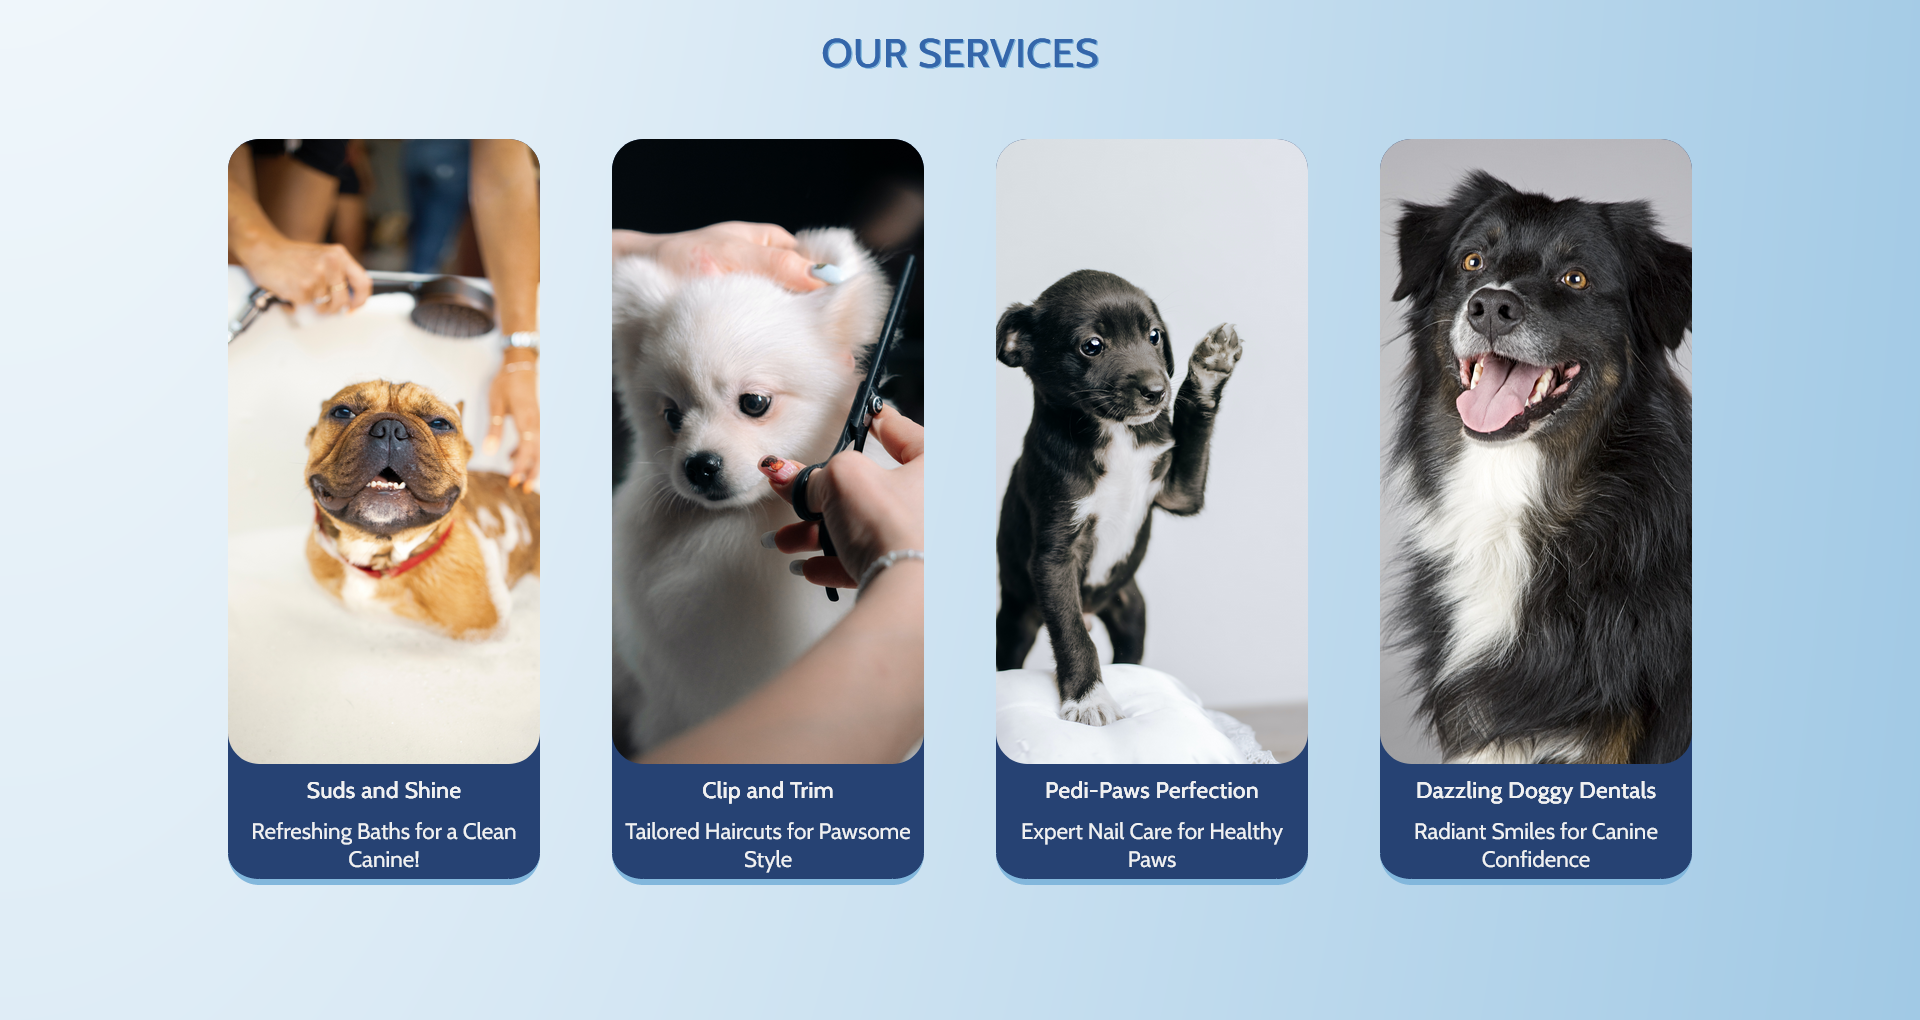 OUR SERVICES
Suds and Shine
Refreshing Baths for a Clean
Canine!
Clip and Trim
Tailored Haircuts for Pawsome
Style
Pedi-Paws Perfection
Expert Nail Care for Healthy
Paws
Dazzling Doggy Dentals
Radiant Smiles for Canine
Confidence